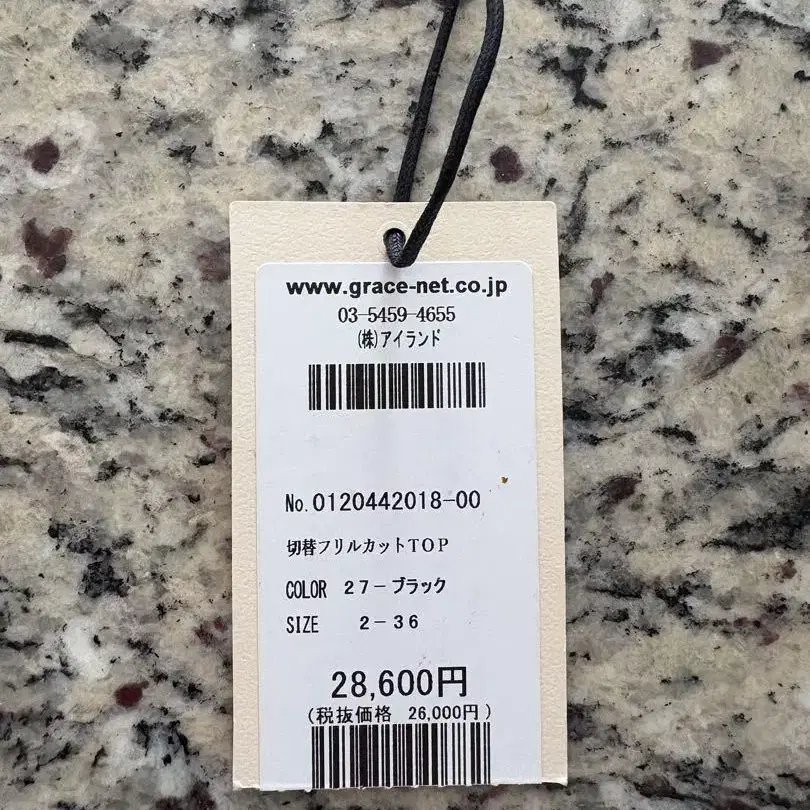 www.grace-net.co.jp
03-5459-4655
(株)アイランド
No.0120442018-00
切替フリルカットTOP
COLOR 27-ブラック
SIZE 2-36
28,600円
(税抜価格 26,000円)